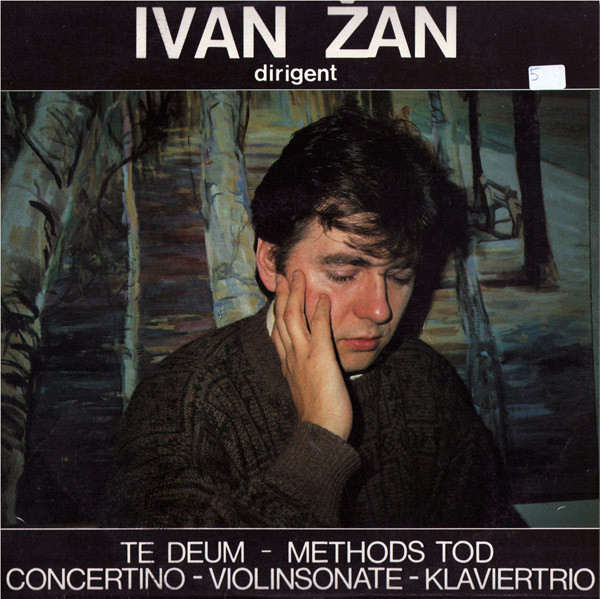 IVAN ŽAN
dirigent
5
TE DEUM - METHODS TOD
CONCERTINO - VIOLINSONATE - KLAVIERTRIO